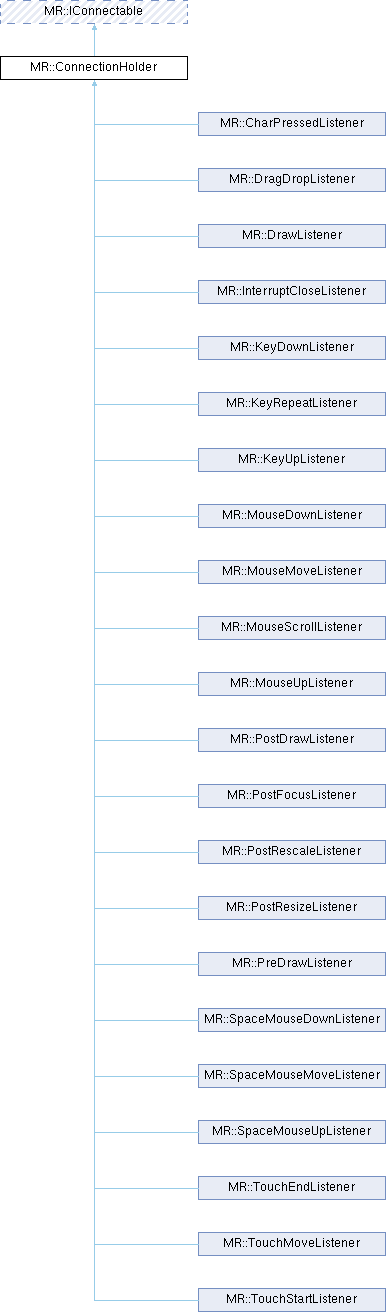 MR::IConnectable
MR::ConnectionHolder
MR::CharPressedListener
MR::DragDropListener
MR::DrawListener
MR::InterruptCloseListener
MR::KeyDownListener
MR::KeyRepeatListener
MR::KeyUpListener
MR::MouseDownListener
MR::MouseMoveListener
MR::MouseScrollListener
MR::MouseUpListener
MR::PostDrawListener
MR::PostFocusListener
MR::PostRescaleListener
MR::PostResizeListener
MR::PreDrawListener
MR::SpaceMouseDownListener
MR::SpaceMouseMoveListener
MR::SpaceMouseUpListener
MR::TouchEndListener
MR::TouchMoveListener
MR::TouchStartListener